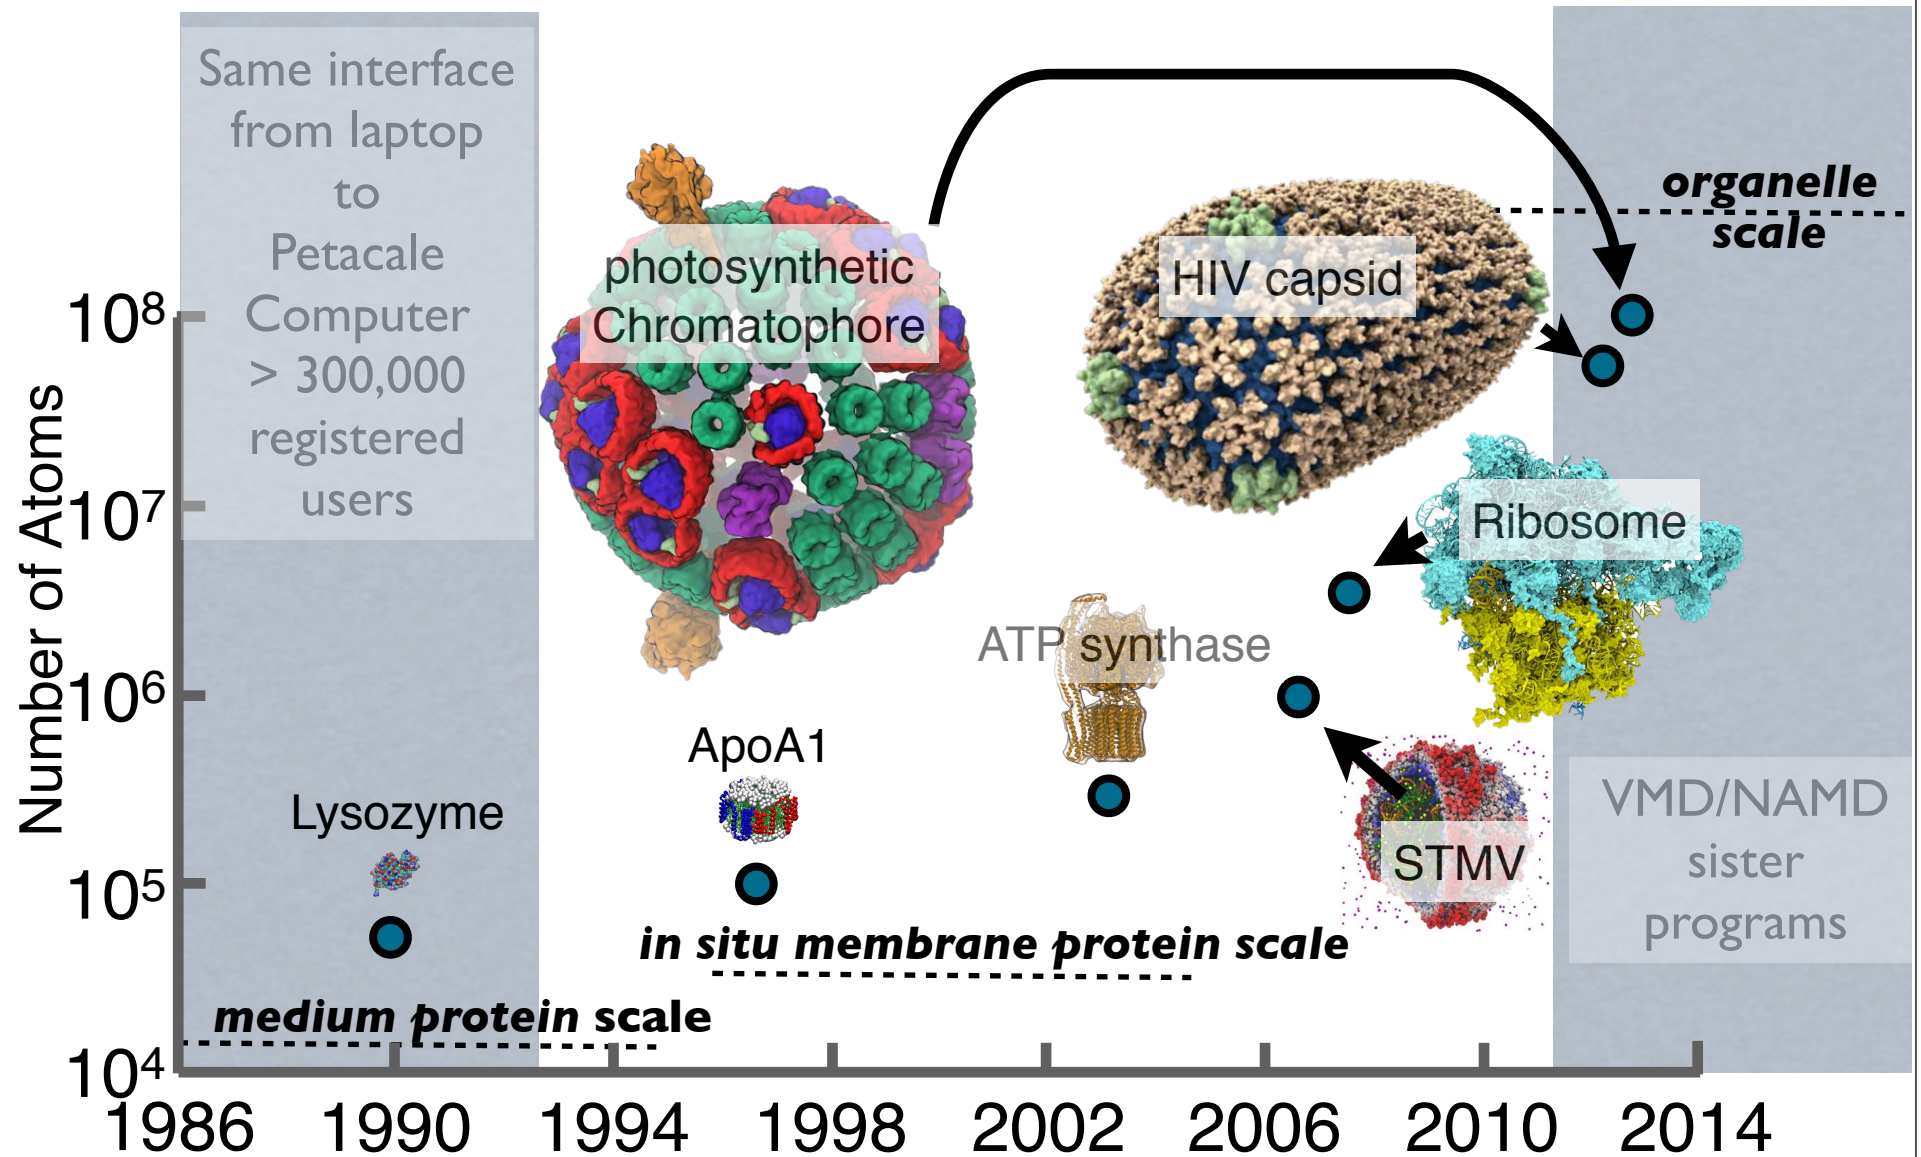 Same interface
from laptop
to
Petacale
Computer
> 300,000
registered
users
photosynthetic
Chromatophore
HIV capsid
organelle
scale
Ribosome
ATP synthase
ApoA1
Lysozyme
STMV
VMD/NAMD
sister
programs
in situ membrane protein scale
medium protein scale
Number of Atoms
10⁸
10⁷
10⁶
10⁵
10⁴
1986 1990 1994 1998 2002 2006 2010 2014